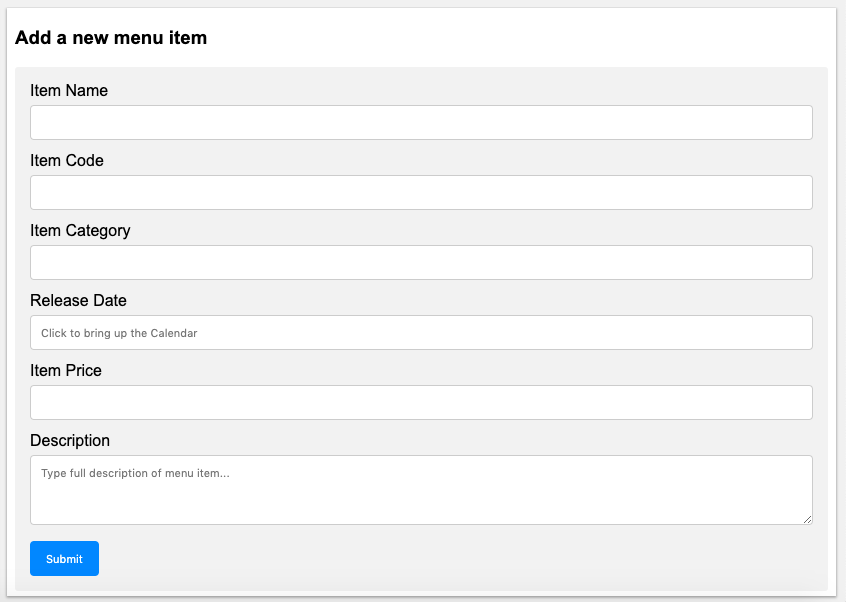 Add a new menu item
Item Name
Item Code
Item Category
Release Date
Click to bring up the Calendar
Item Price
Description
Type full description of menu item...
Submit